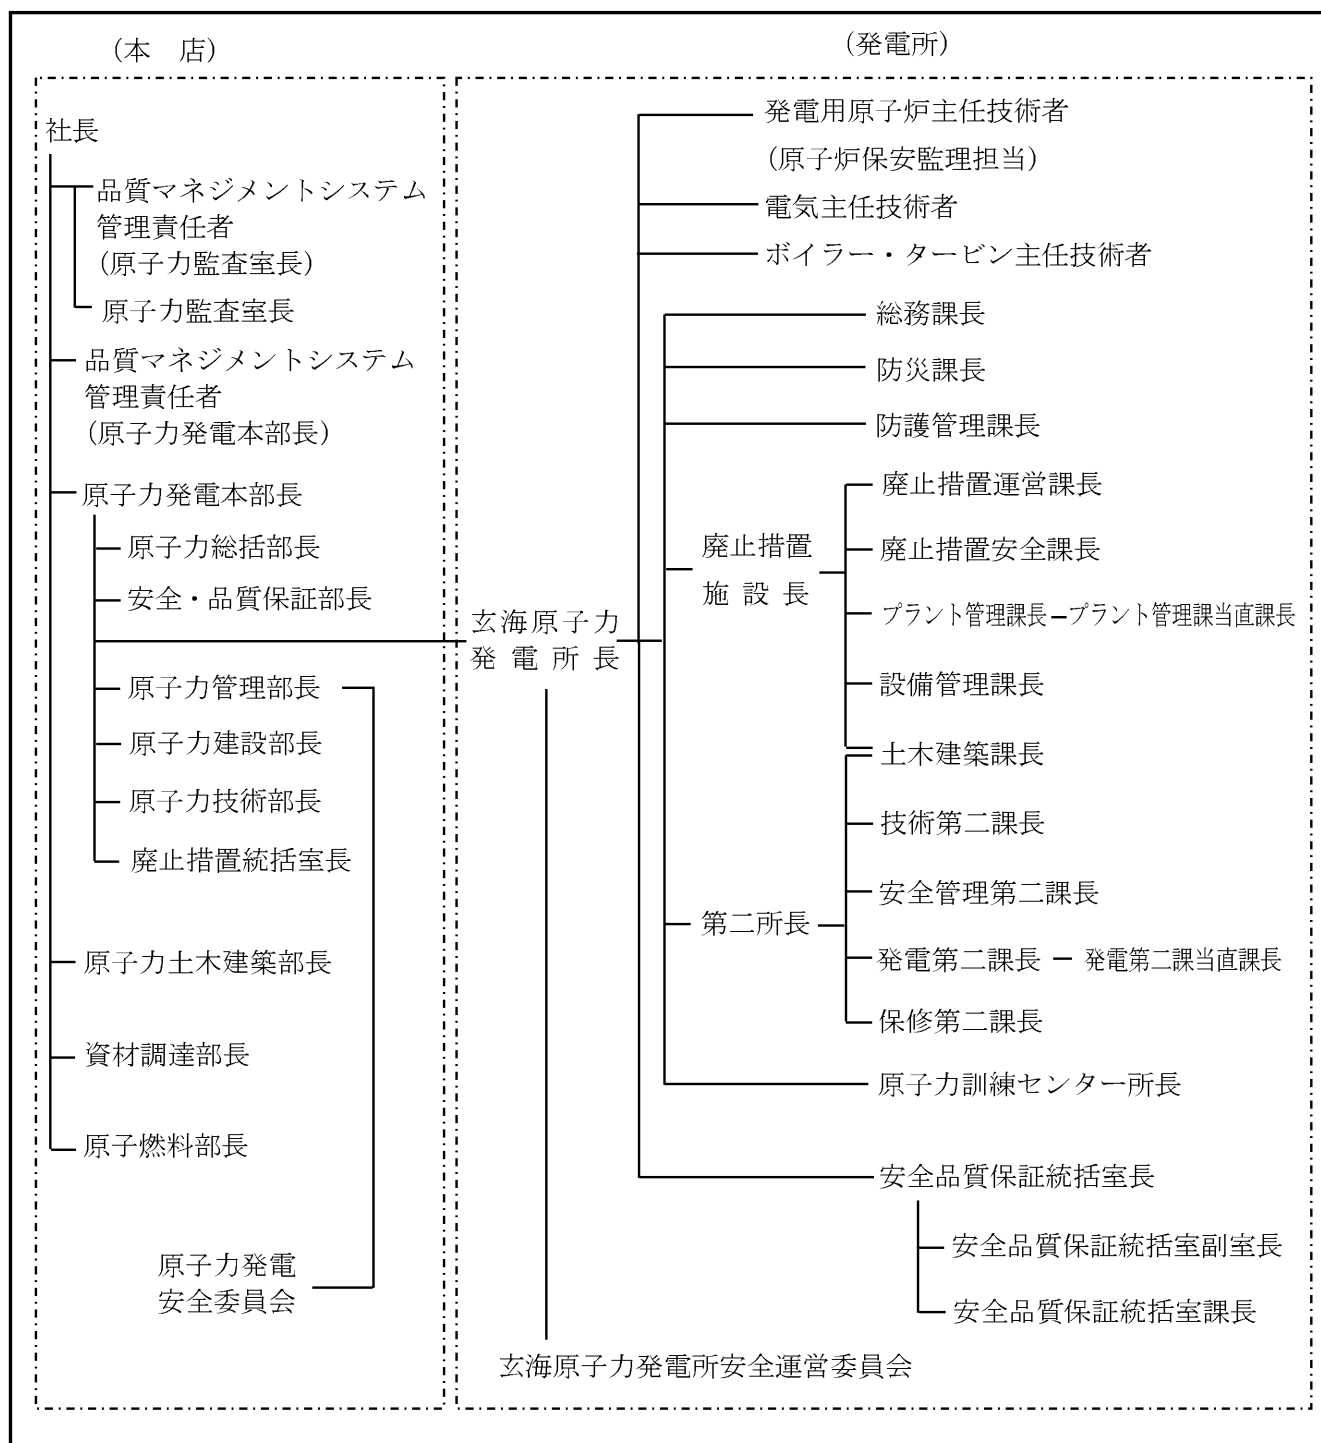 (本　店)
社長
品質マネジメントシステム
管理責任者
(原子力監査室長)
原子力監査室長
品質マネジメントシステム
管理責任者
(原子力発電本部長)
原子力発電本部長
原子力総括部長
安全・品質保証部長
原子力管理部長
原子力建設部長
原子力技術部長
廃止措置統括室長
原子力土木建築部長
資材調達部長
原子燃料部長
原子力発電
安全委員会
(発電所)
玄海原子力
発電所長
発電用原子炉主任技術者
(原子炉保安監理担当)
電気主任技術者
ボイラー・タービン主任技術者
総務課長
防災課長
防護管理課長
廃止措置
施設長
廃止措置運営課長
廃止措置安全課長
プラント管理課長 プラント管理課当直課長
設備管理課長
土木建築課長
第二所長
技術第二課長
安全管理第二課長
発電第二課長 発電第二課当直課長
保修第二課長
原子力訓練センター所長
安全品質保証統括室長
安全品質保証統括室副室長
安全品質保証統括室課長
玄海原子力発電所安全運営委員会